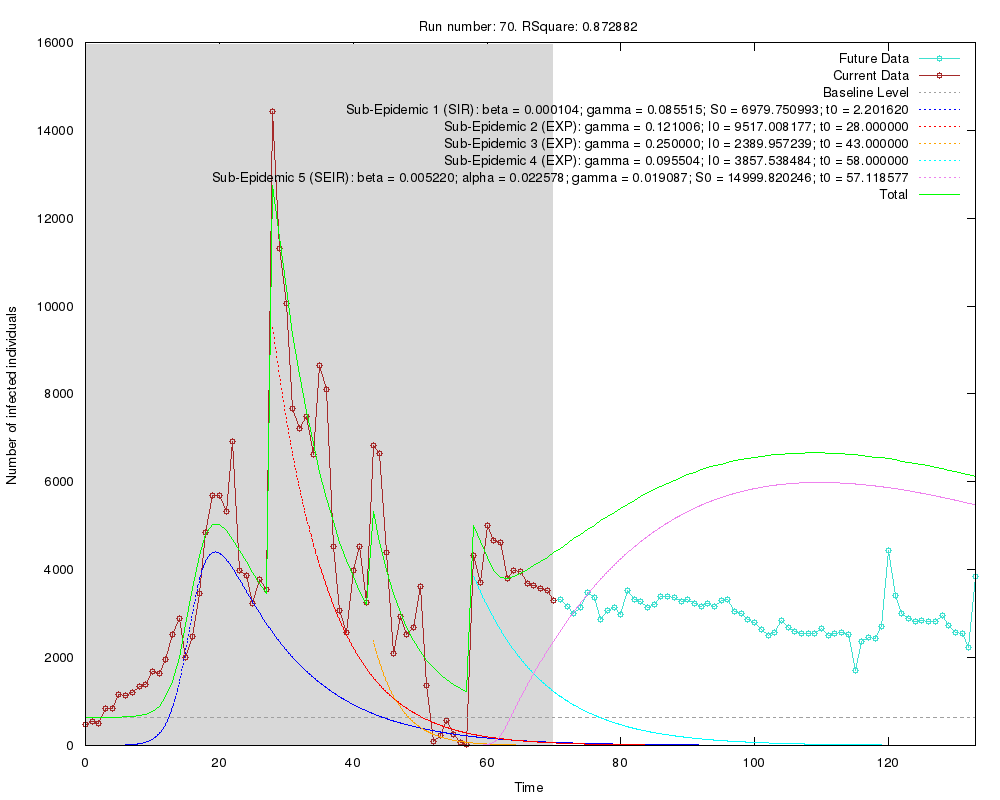 Run number: 70. RSquare: 0.872882
16000
14000
12000
10000
8000
6000
4000
2000
0
Number of infected individuals
Future Data
Current Data
Baseline Level
Sub-Epidemic 1 (SIR): beta = 0.000104; gamma = 0.085515; S0 = 6979.750993; t0 = 2.201620
Sub-Epidemic 2 (EXP): gamma = 0.121006; I0 = 9517.008177; t0 = 28.000000
Sub-Epidemic 3 (EXP): gamma = 0.250000; I0 = 2389.957239; t0 = 43.000000
Sub-Epidemic 4 (EXP): gamma = 0.095504; I0 = 3857.538484; t0 = 58.000000
Sub-Epidemic 5 (SEIR): beta = 0.005220; alpha = 0.022578; gamma = 0.019087; S0 = 14999.820246; t0 = 57.118577
Total
0 20 40 60 80 100 120
Time